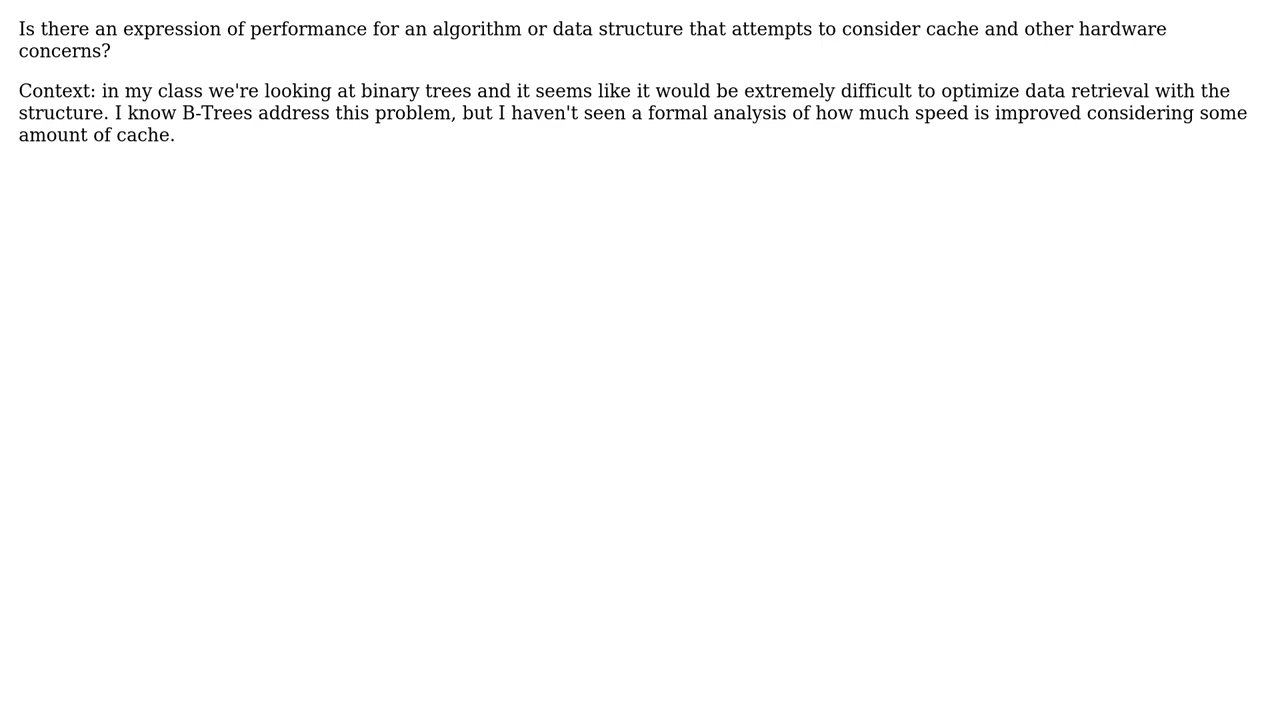 Is there an expression of performance for an algorithm or data structure that attempts to consider cache and other hardware
concerns?
Context: in my class we're looking at binary trees and it seems like it would be extremely difficult to optimize data retrieval with the
structure. I know B-Trees address this problem, but I haven't seen a formal analysis of how much speed is improved considering some
amount of cache.